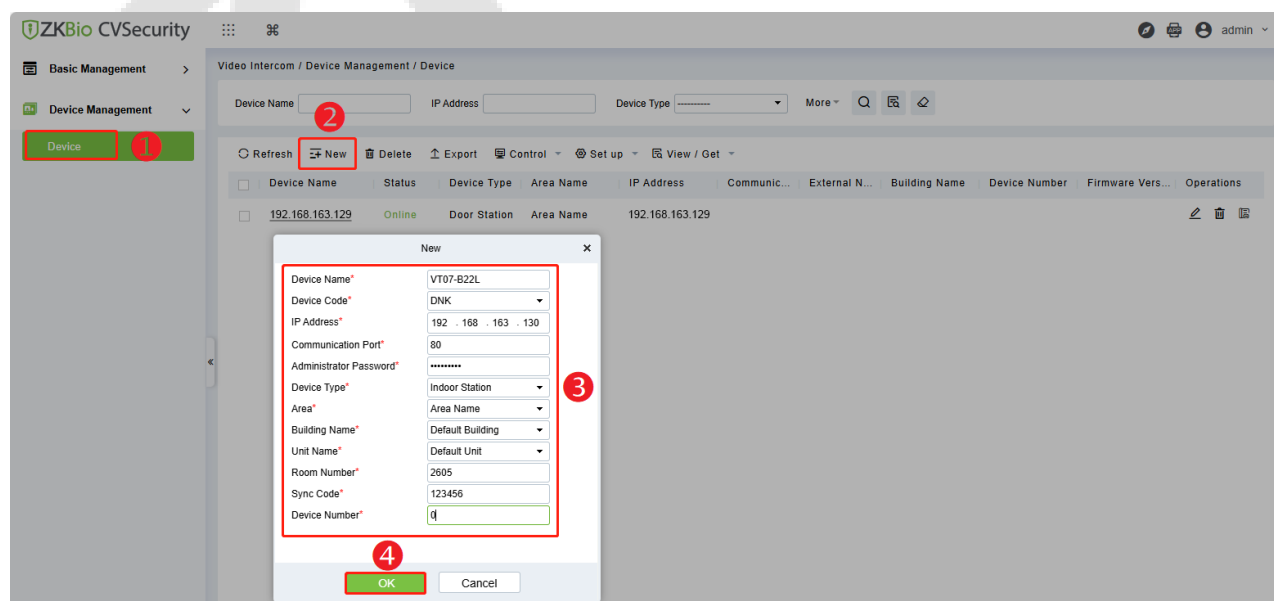 ZKBio CVSecurity
admin
Basic Management
Video Intercom / Device Management / Device
Device Management
Device Name IP Address Device Type ---------- More
2
Device 1
Refresh New Delete Export Control Set up View / Get
Device Name Status Device Type Area Name IP Address Communic... External N... Building Name Device Number Firmware Vers... Operations
192.168.163.129 Online Door Station Area Name 192.168.163.129
New
Device Name* VT07-B22L
Device Code* DNK
IP Address* 192 . 168 . 163 . 130
Communication Port* 80
Administrator Password* •••••••••
Device Type* Indoor Station
3
Area* Area Name
Building Name* Default Building
Unit Name* Default Unit
Room Number* 2605
Sync Code* 123456
Device Number* 0
4
OK Cancel